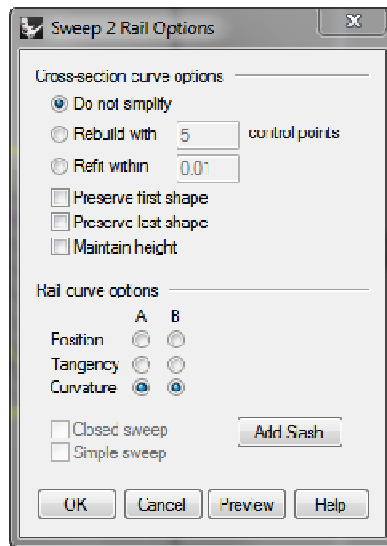 Sweep 2 Rail Options
Cross-section curve options
Do not simplify
Rebuild with 5 control points
Refit within 0.01
Preserve first shape
Preserve last shape
Maintain height
Rail curve options
A B
Position
Tangency
Curvature
Closed sweep
Add Slash
Simple sweep
OK Cancel Preview Help